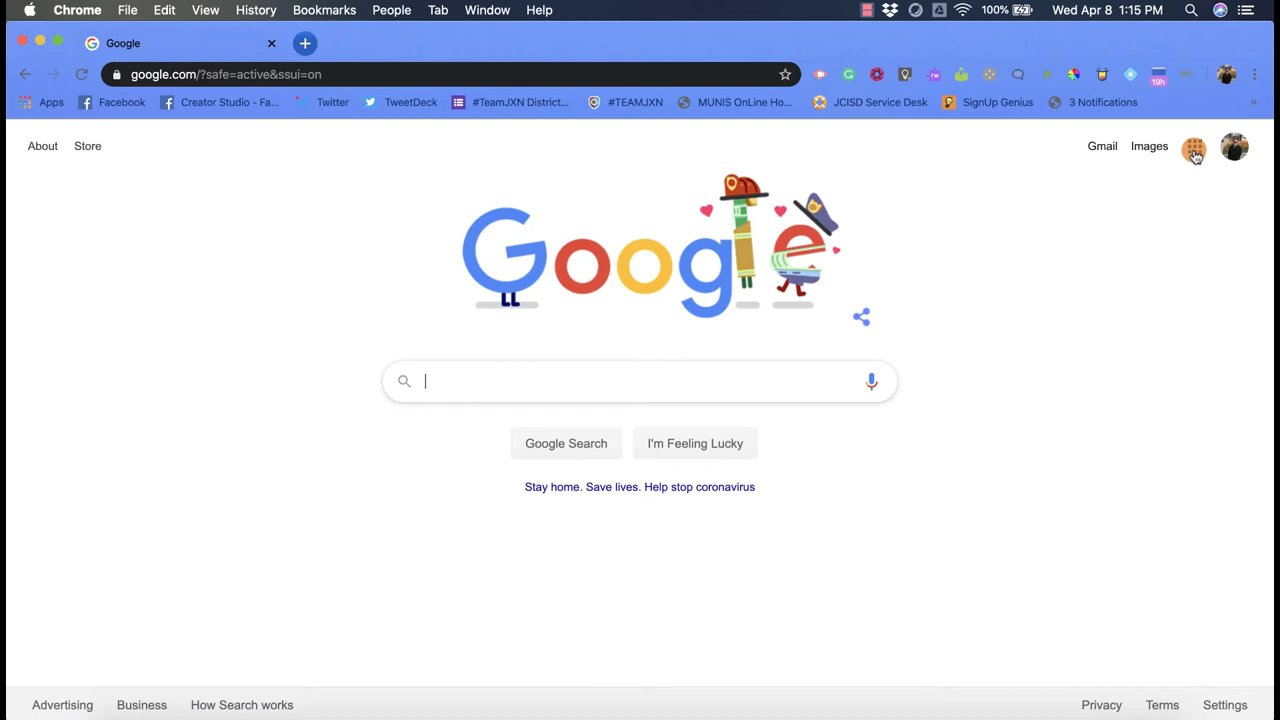 Chrome File Edit View History Bookmarks People Tab Window Help 100% Wed Apr 8 1:15 PM
Google
google.com/?safe=active&ssui=on
19h
Apps Facebook Creator Studio - Fa... Twitter TweetDeck #TeamJXN District... #TEAMJXN MUNIS OnLine Ho... JCISD Service Desk SignUp Genius 3 Notifications »
About Store Gmail Images
Google
Google Search I'm Feeling Lucky
Stay home. Save lives. Help stop coronavirus
Advertising Business How Search works Privacy Terms Settings